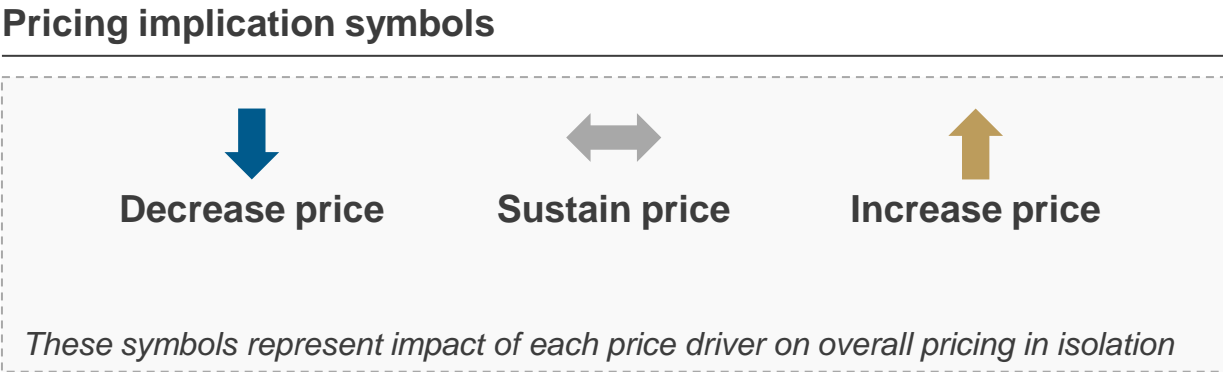 Pricing implication symbols
Decrease price
Sustain price
Increase price
These symbols represent impact of each price driver on overall pricing in isolation